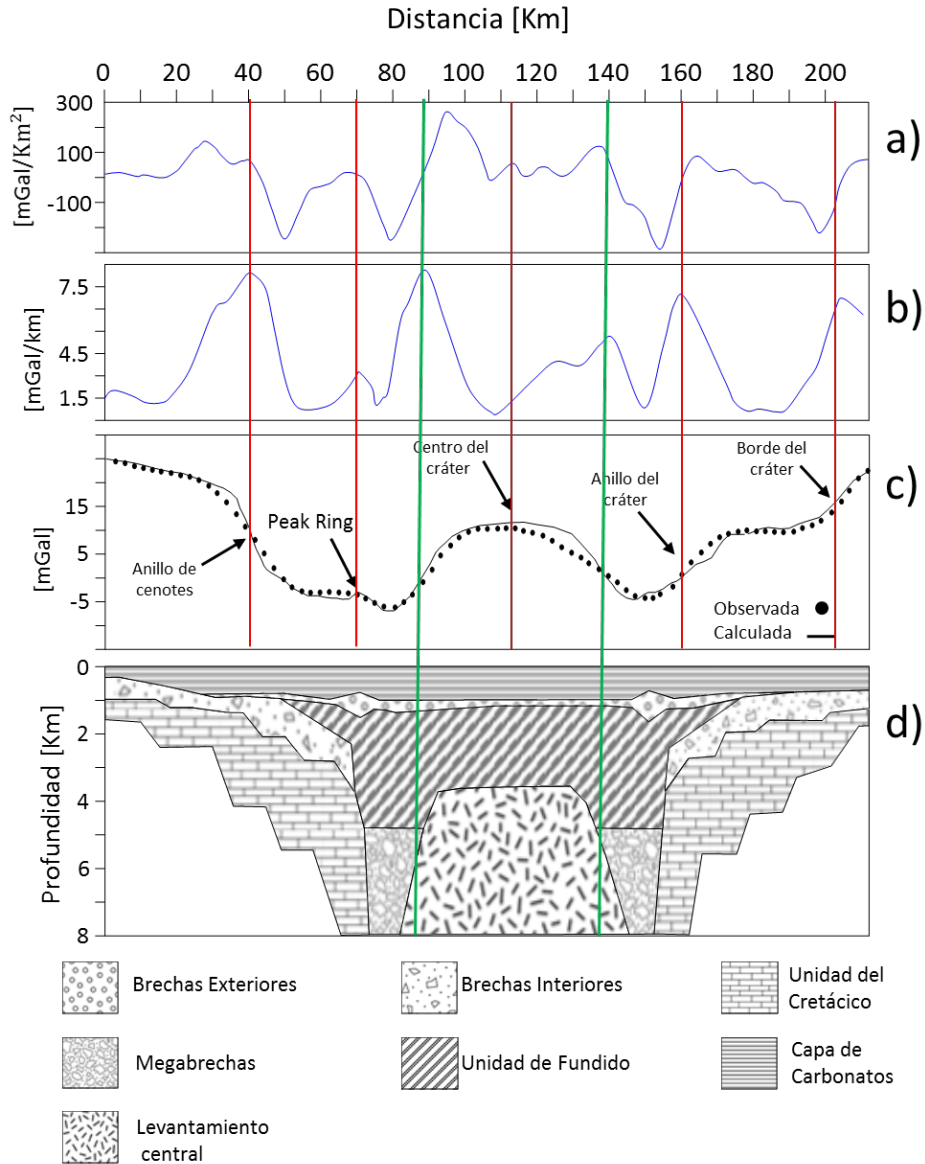 Distancia [Km]
0 20 40 60 80 100 120 140 160 180 200
300
100
-100
[mGal/Km²]
a)
7.5
4.5
1.5
[mGal/km]
b)
15
5
-5
[mGal]
c)
Centro del
cráter
Borde del
cráter
Anillo del
cráter
Peak Ring
Anillo de
cenotes
Observada
Calculada
0
2
4
6
8
Profundidad [Km]
d)
Brechas Exteriores
Brechas Interiores
Unidad del
Cretácico
Megabrechas
Unidad de Fundido
Capa de
Carbonatos
Levantamiento
central